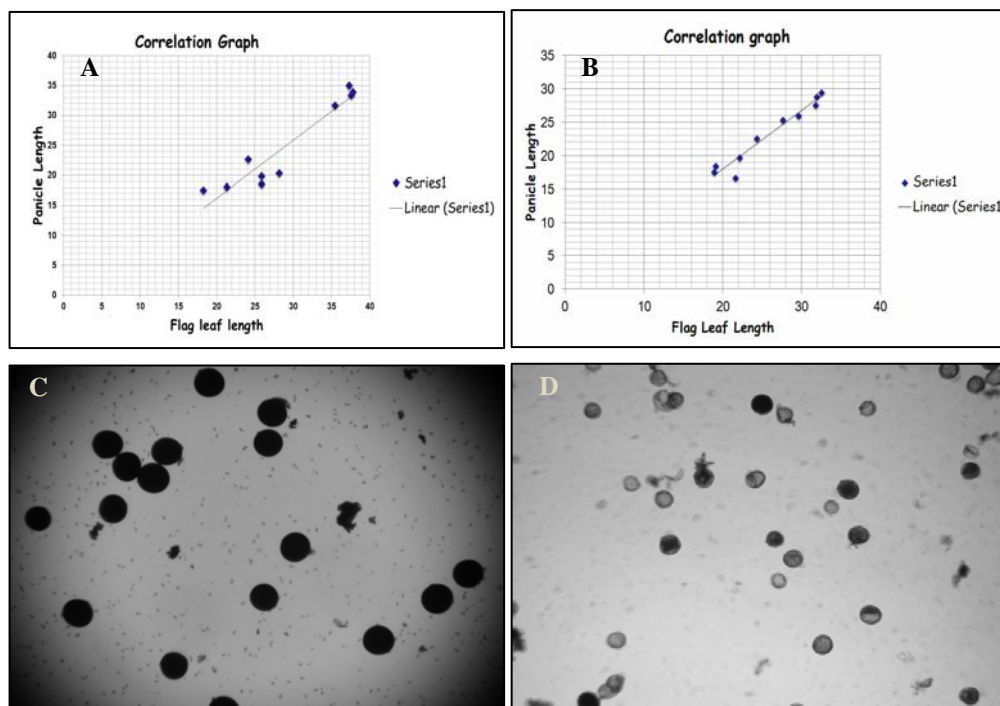 Correlation Graph
A
40
35
30
25
20
15
10
5
0
Panicle Length
0 5 10 15 20 25 30 35 40
Flag leaf length
Series1
Linear (Series1)
Correlation graph
B
35
30
25
20
15
10
5
0
Panicle Length
0 10 20 30 40
Flag Leaf Length
Series1
Linear (Series1)
C
D